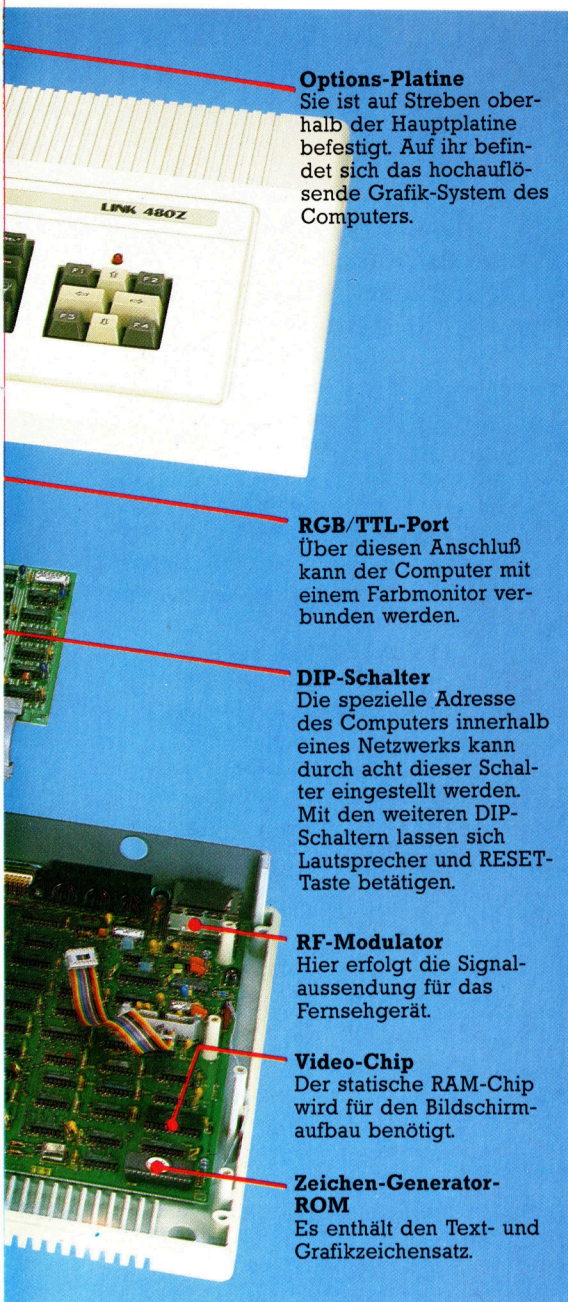 Options-Platine
Sie ist auf Streben ober-
halb der Hauptplatine
befestigt. Auf ihr befin-
det sich das hochauflö-
sende Grafik-System des
Computers.
LINK 480Z
F1
F2
F3
F4
RGB/TTL-Port
Über diesen Anschluß
kann der Computer mit
einem Farbmonitor ver-
bunden werden.
DIP-Schalter
Die spezielle Adresse
des Computers innerhalb
eines Netzwerks kann
durch acht dieser Schal-
ter eingestellt werden.
Mit den weiteren DIP-
Schaltern lassen sich
Lautsprecher und RESET-
Taste betätigen.
RF-Modulator
Hier erfolgt die Signal-
aussendung für das
Fernsehgerät.
Video-Chip
Der statische RAM-Chip
wird für den Bildschirm-
aufbau benötigt.
Zeichen-Generator-
ROM
Es enthält den Text- und
Grafikzeichensatz.